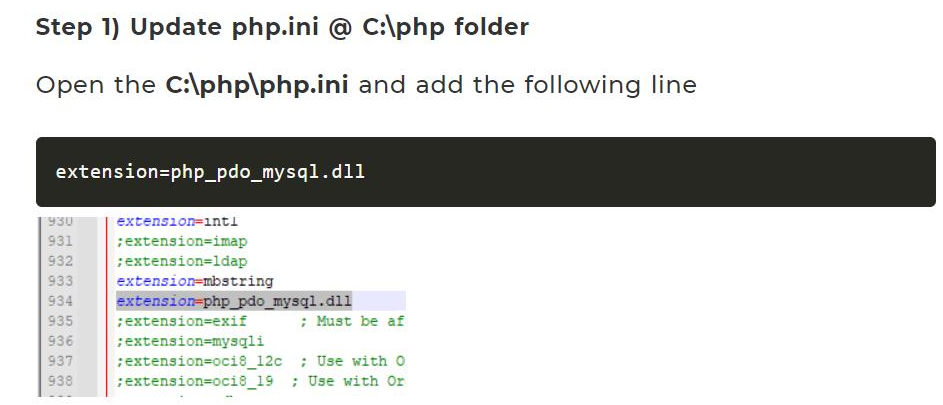 Step 1) Update php.ini @ C:\php folder
Open the C:\php\php.ini and add the following line
extension=php_pdo_mysql.dll
930 extension=intl
931 ;extension=imap
932 ;extension=ldap
933 extension=mbstring
934 extension=php_pdo_mysql.dll
935 ;extension=exif ; Must be af
936 ;extension=mysqli
937 ;extension=oci8_12c ; Use with O
938 ;extension=oci8_19 ; Use with Or